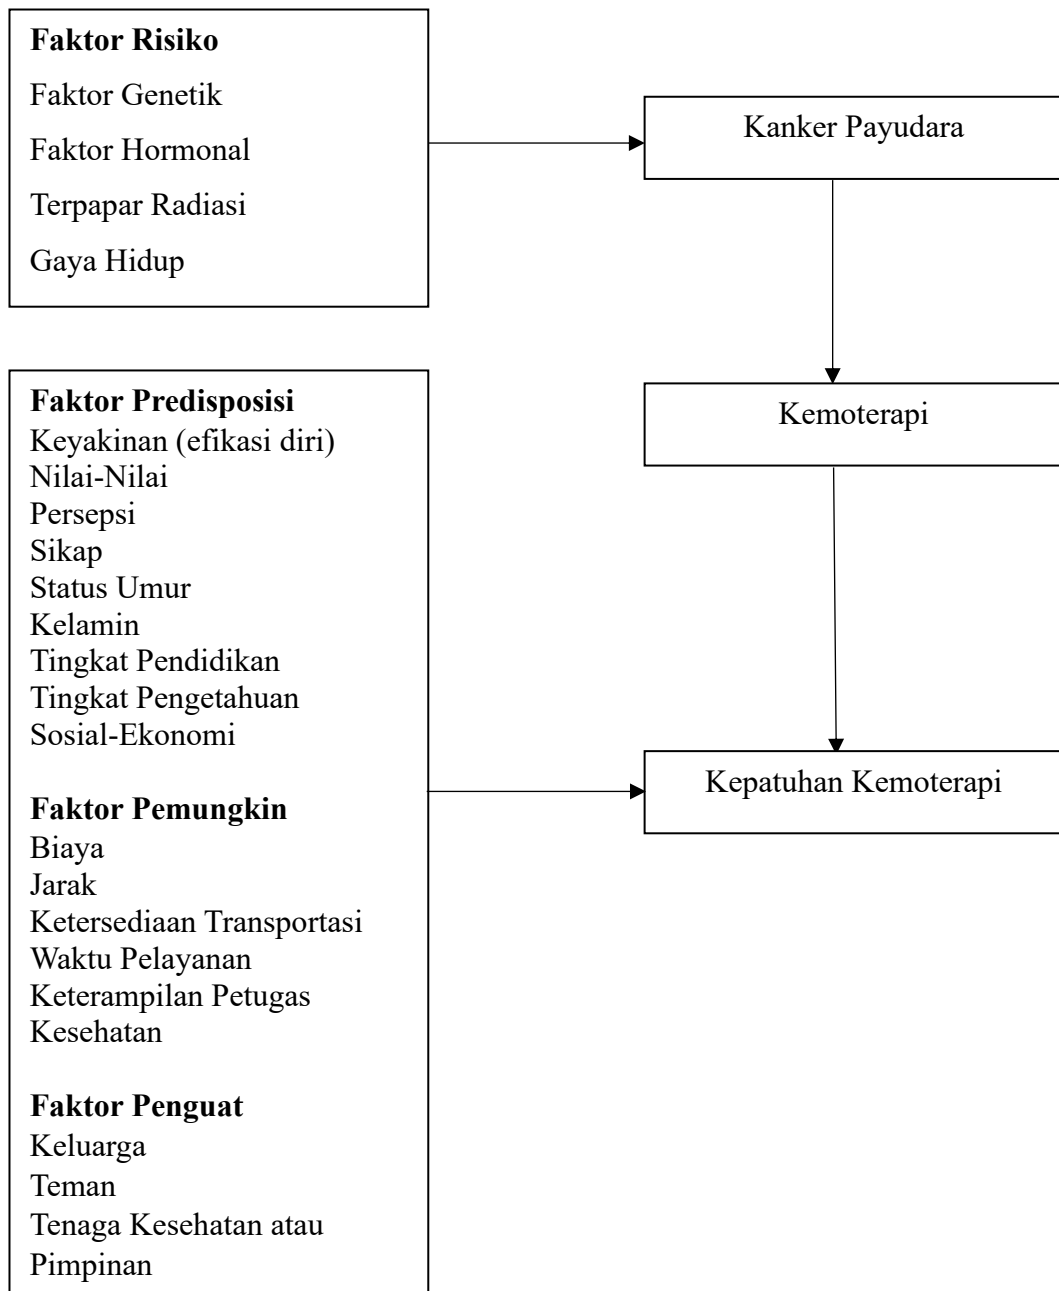 Faktor Risiko
Faktor Genetik
Faktor Hormonal
Terpapar Radiasi
Gaya Hidup
Kanker Payudara
Kemoterapi
Faktor Predisposisi
Keyakinan (efikasi diri)
Nilai-Nilai
Persepsi
Sikap
Status Umur
Kelamin
Tingkat Pendidikan
Tingkat Pengetahuan
Sosial-Ekonomi
Faktor Pemungkin
Biaya
Jarak
Ketersediaan Transportasi
Waktu Pelayanan
Keterampilan Petugas
Kesehatan
Faktor Penguat
Keluarga
Teman
Tenaga Kesehatan atau
Pimpinan
Kepatuhan Kemoterapi